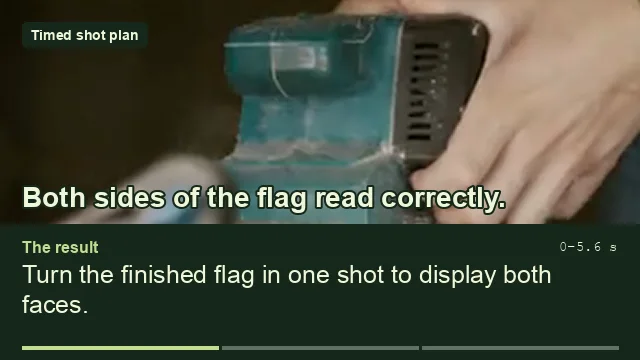 Timed shot plan
Both sides of the flag read correctly.
The result
0–5.6 s
Turn the finished flag in one shot to display both
faces.